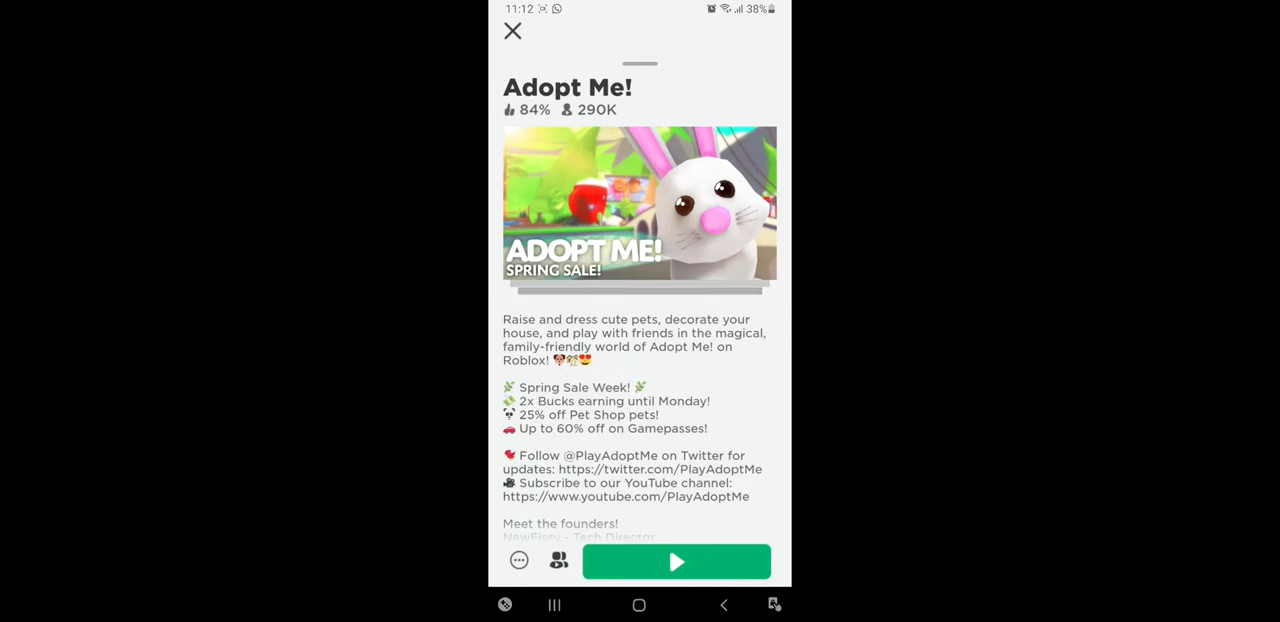 11:12 38%
Adopt Me!
84% 290K
ADOPT ME!
SPRING SALE!
Raise and dress cute pets, decorate your
house, and play with friends in the magical,
family-friendly world of Adopt Me! on
Roblox! 🐶🏘️😍
🌿 Spring Sale Week! 🌿
💸 2x Bucks earning until Monday!
🐼 25% off Pet Shop pets!
🚗 Up to 60% off on Gamepasses!
🐦 Follow @PlayAdoptMe on Twitter for
updates: https://twitter.com/PlayAdoptMe
🎥 Subscribe to our YouTube channel:
https://www.youtube.com/PlayAdoptMe
Meet the founders!
NewFissy - Tech Director